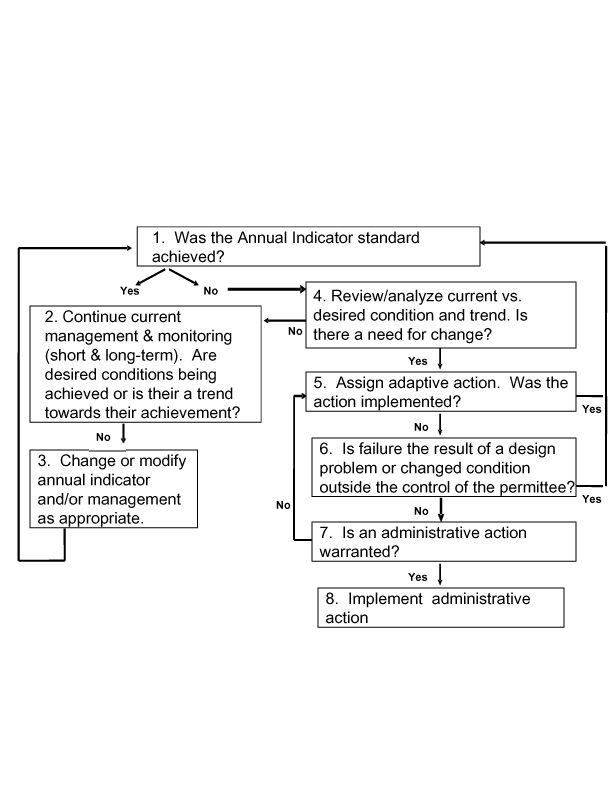 1. Was the Annual Indicator standard
achieved?
Yes
No
2. Continue current
management & monitoring
(short & long-term). Are
desired conditions being
achieved or is their a trend
towards their achievement?
No
3. Change or modify
annual indicator
and/or management
as appropriate.
4. Review/analyze current vs.
desired condition and trend. Is
there a need for change?
No
Yes
5. Assign adaptive action. Was the
action implemented?
Yes
No
6. Is failure the result of a design
problem or changed condition
outside the control of the permittee?
Yes
No
No
7. Is an administrative action
warranted?
Yes
8. Implement administrative
action